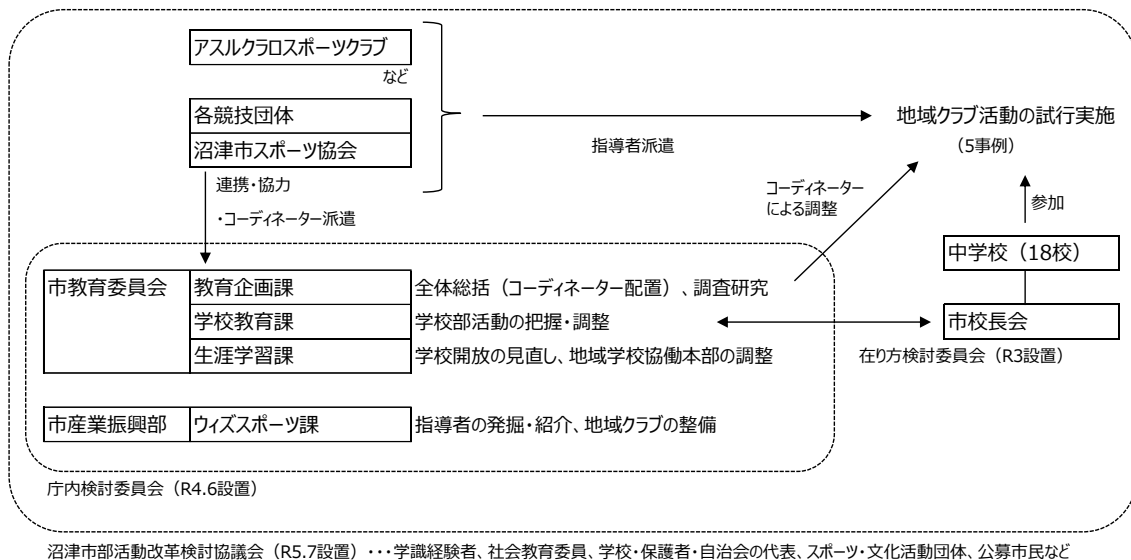 アスルクラロスポーツクラブ
など
各競技団体
沼津市スポーツ協会
指導者派遣
地域クラブ活動の試行実施
(5事例)
連携・協力
・コーディネーター派遣
コーディネーター
による調整
参加
中学校(18校)
市校長会
在り方検討委員会(R3設置)
市教育委員会 教育企画課 全体総括(コーディネーター配置)、調査研究
学校教育課 学校部活動の把握・調整
生涯学習課 学校開放の見直し、地域学校協働本部の調整
市産業振興部 ウィズスポーツ課 指導者の発掘・紹介、地域クラブの整備
庁内検討委員会(R4.6設置)
沼津市部活動改革検討協議会(R5.7設置)・・・学識経験者、社会教育委員、学校・保護者・自治会の代表、スポーツ・文化活動団体、公募市民など